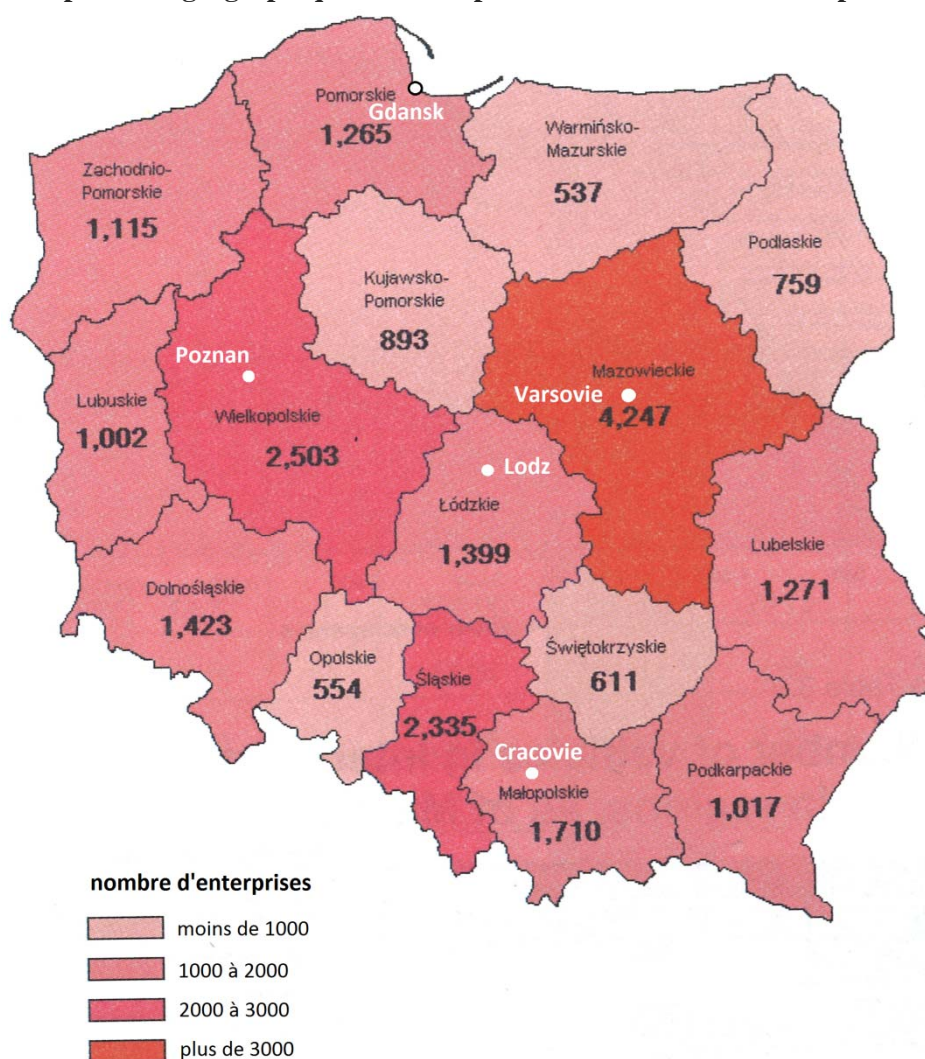 Pomorskie
Gdansk
1,265
Warmińsko-
Mazurskie
537
Zachodnio-
Pomorskie
1,115
Podlaskie
759
Kujawsko-
Pomorskie
893
Poznan
Mazowieckie
Varsovie
4,247
Lubuskie
1,002
Wielkopolskie
2,503
Lodz
Łódzkie
1,399
Lubelskie
1,271
Dolnośląskie
1,423
Opolskie
554
Śląskie
2,335
Świętokrzyskie
611
Cracovie
Małopolskie
1,710
Podkarpackie
1,017
nombre d'enterprises
moins de 1000
1000 à 2000
2000 à 3000
plus de 3000